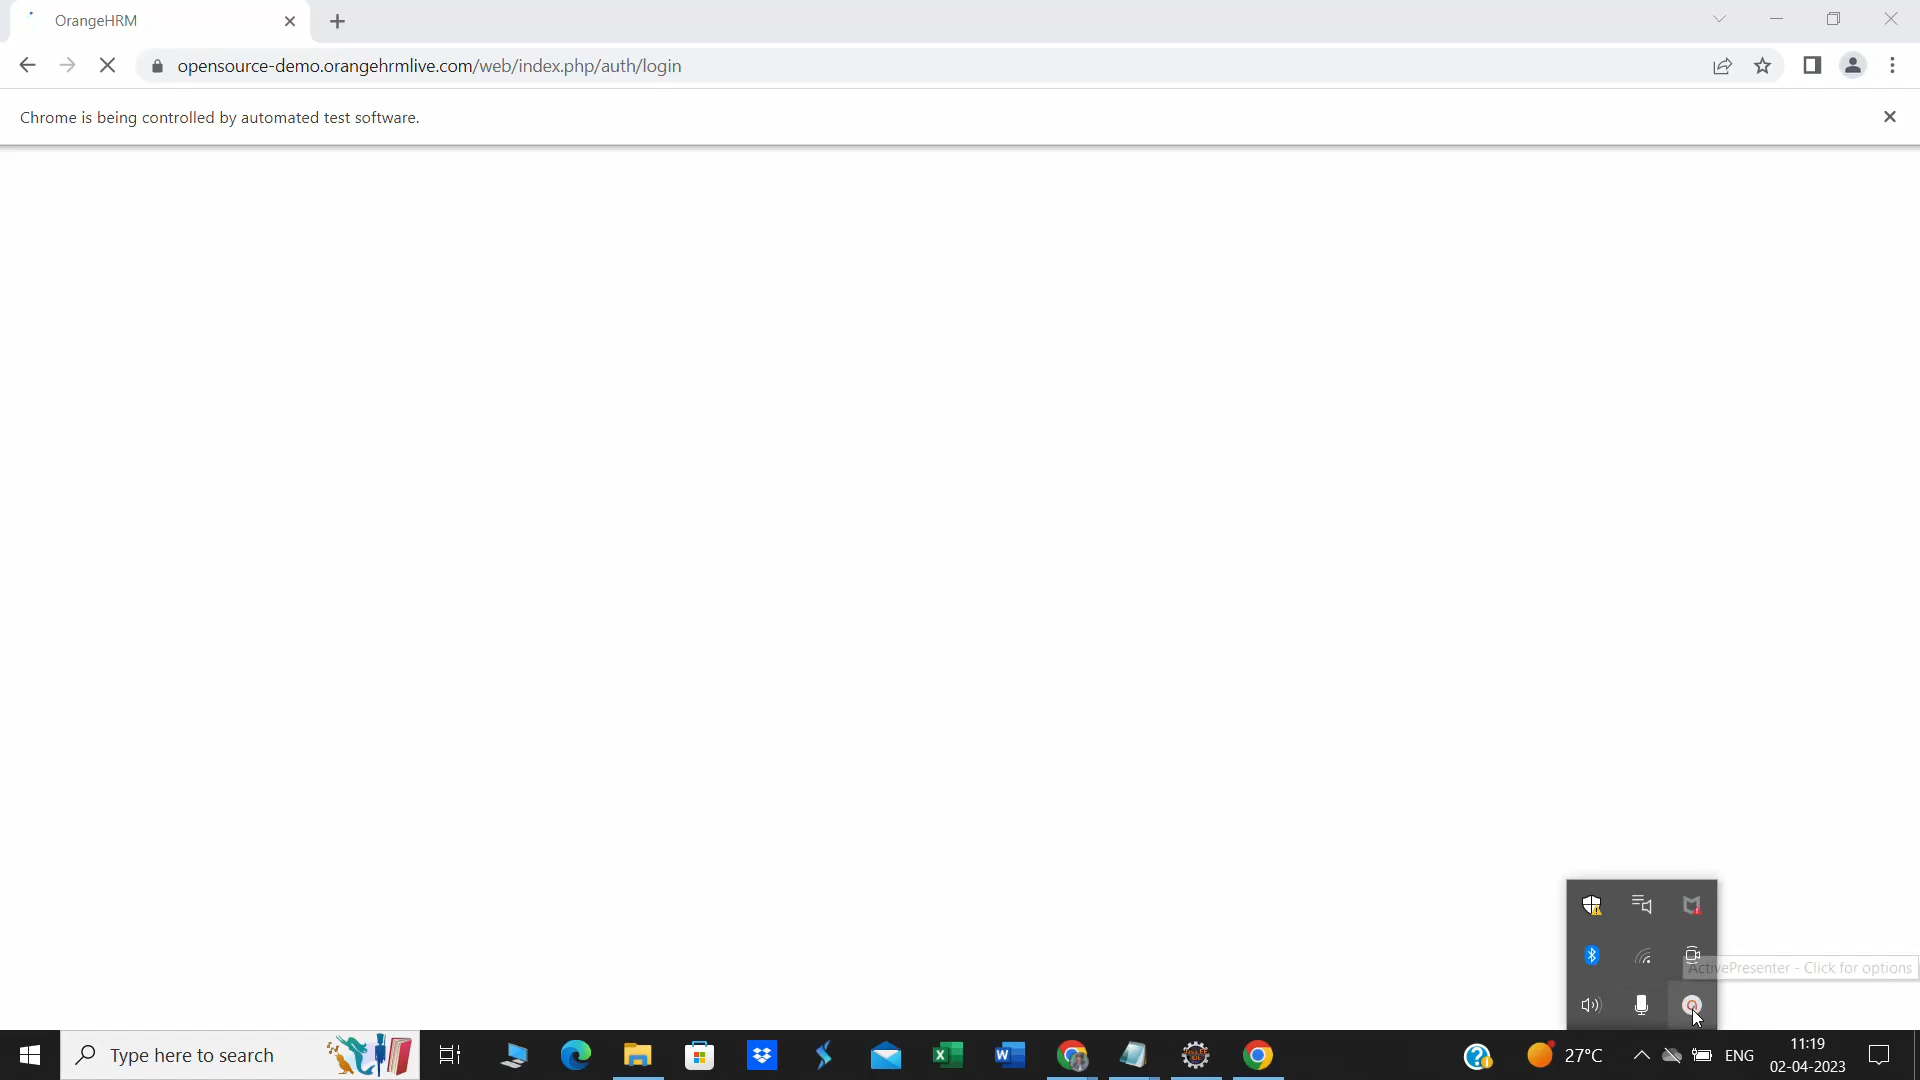 OrangeHRM
opensource-demo.orangehrmlive.com/web/index.php/auth/login
Chrome is being controlled by automated test software.
ActivePresenter - Click for options
Type here to search
27°C
ENG
11:19
02-04-2023